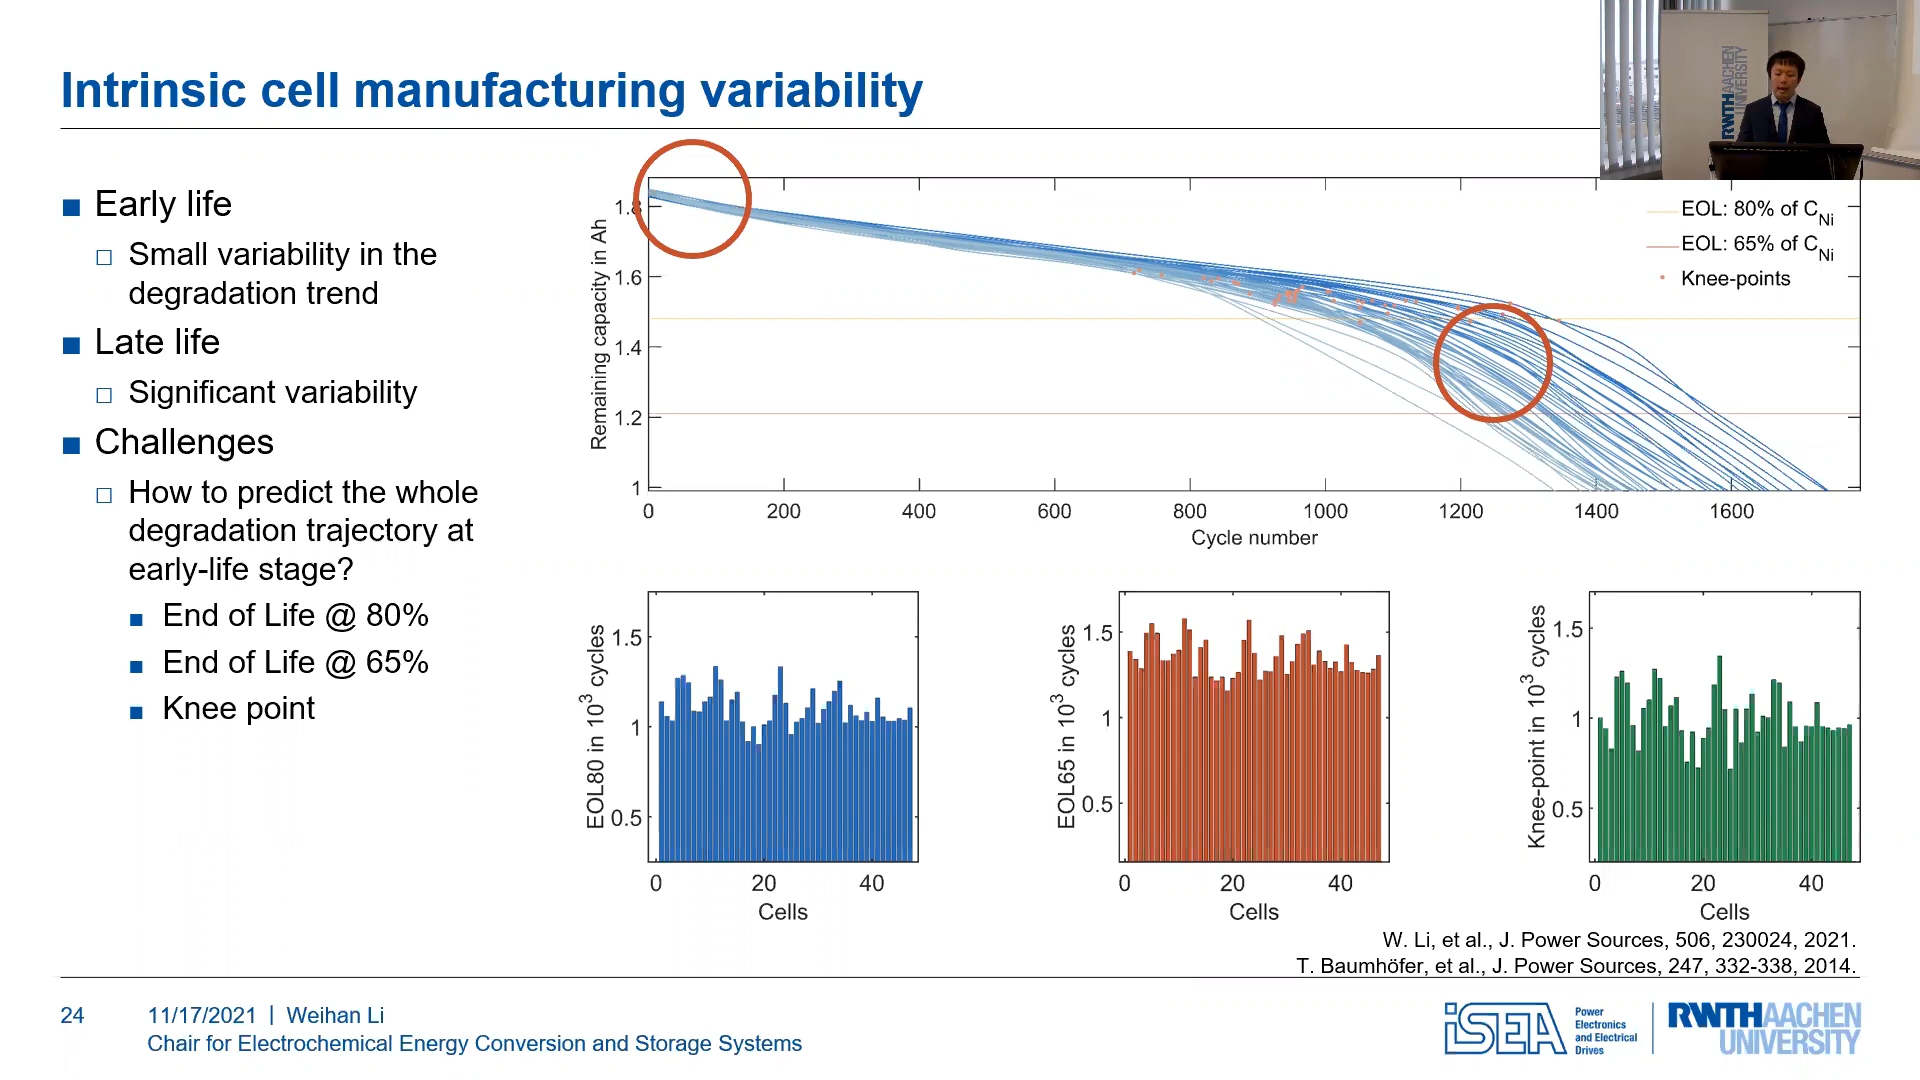 Intrinsic cell manufacturing variability
RWTHAACHEN
UNIVERSITY
■ Early life
□ Small variability in the
degradation trend
■ Late life
□ Significant variability
■ Challenges
□ How to predict the whole
degradation trajectory at
early-life stage?
■ End of Life @ 80%
■ End of Life @ 65%
■ Knee point
Remaining capacity in Ah
1.8
1.6
1.4
1.2
1
0 200 400 600 800 1000 1200 1400 1600
Cycle number
EOL: 80% of CNi
EOL: 65% of CNi
Knee-points
EOL80 in 10³ cycles
1.5
1
0.5
0 20 40
Cells
EOL65 in 10³ cycles
1.5
1
0.5
0 20 40
Cells
Knee-point in 10³ cycles
1.5
1
0.5
0 20 40
Cells
W. Li, et al., J. Power Sources, 506, 230024, 2021.
T. Baumhöfer, et al., J. Power Sources, 247, 332-338, 2014.
24
11/17/2021 | Weihan Li
Chair for Electrochemical Energy Conversion and Storage Systems
iSEA
Power
Electronics
and Electrical
Drives
RWTHAACHEN
UNIVERSITY